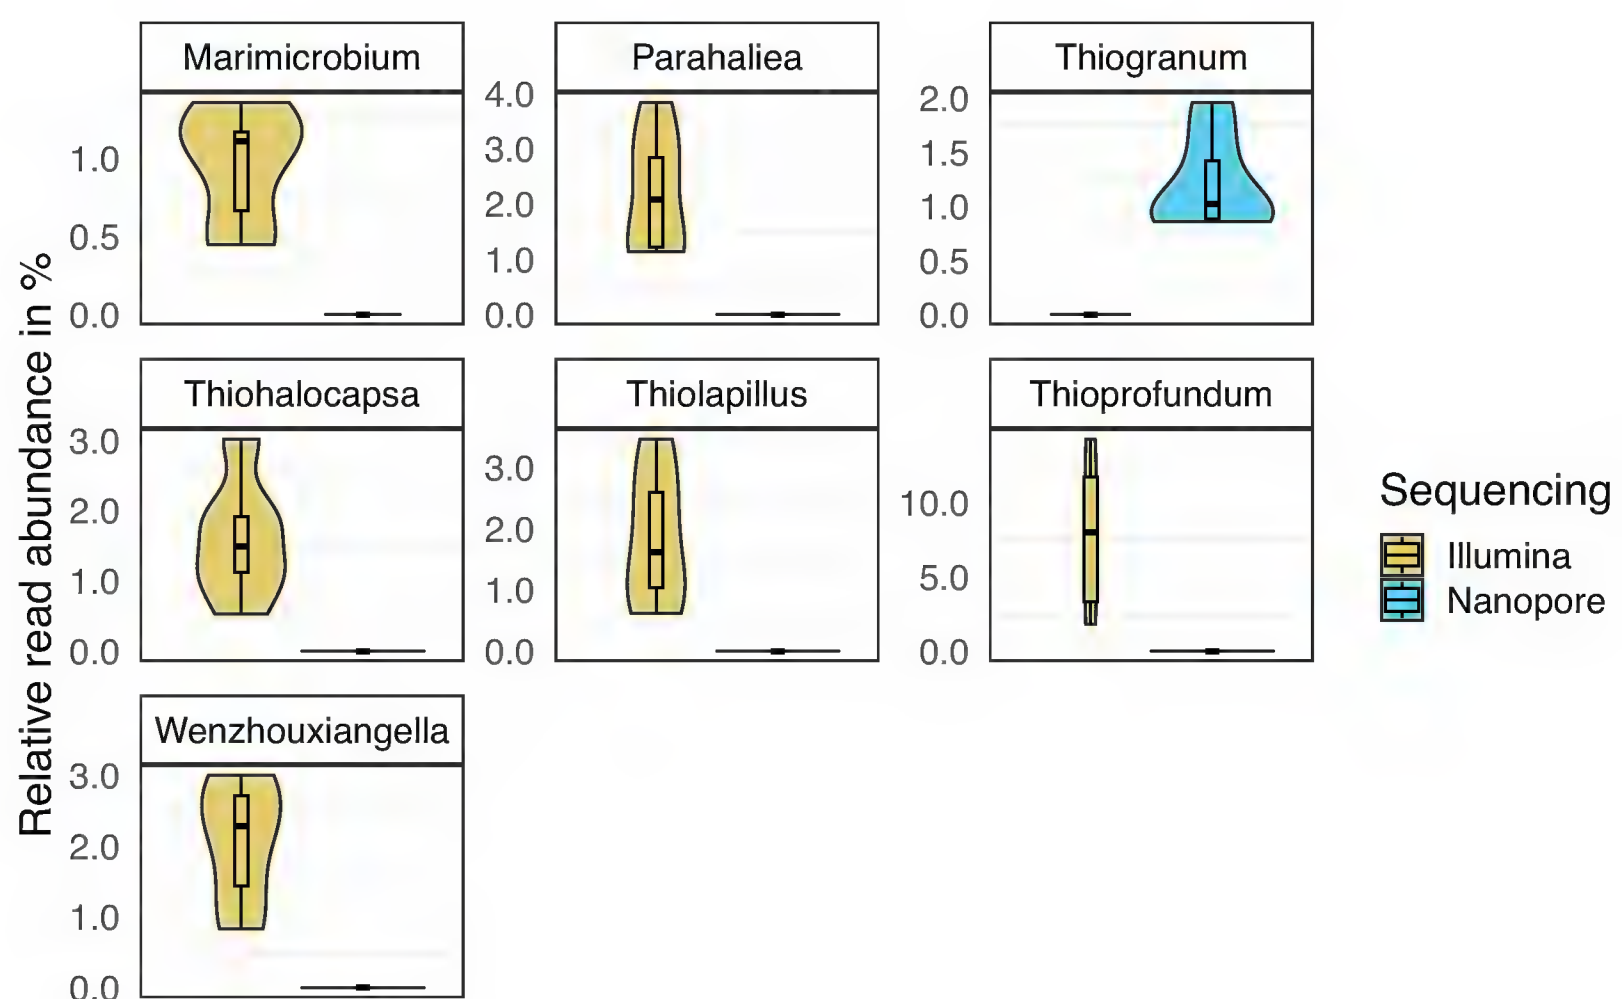 Relative read abundance in %
Marimicrobium
1.0
0.5
0.0
Parahaliea
4.0
3.0
2.0
1.0
0.0
Thiogranum
2.0
1.5
1.0
0.5
0.0
Thiohalocapsa
3.0
2.0
1.0
0.0
Thiolapillus
3.0
2.0
1.0
0.0
Thioprofundum
10.0
5.0
0.0
Wenzhouxiangella
3.0
2.0
1.0
0.0
Sequencing
Illumina
Nanopore